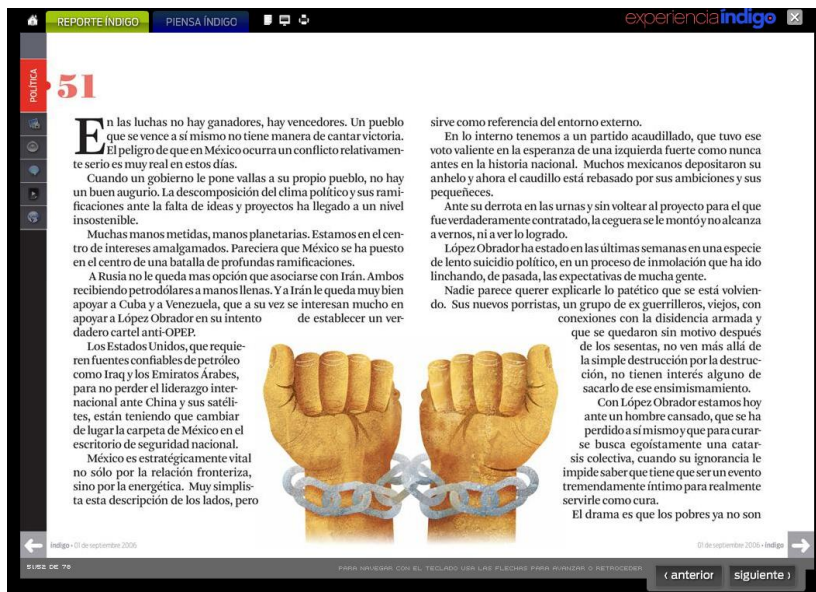 REPORTE ÍNDIGO
PIENSA ÍNDIGO
experienciaíndigo
POLÍTICA
51
En las luchas no hay ganadores, hay vencedores. Un pueblo
que se vence a sí mismo no tiene manera de cantar victoria.
El peligro de que en México ocurra un conflicto relativamen-
te serio es muy real en estos días.
Cuando un gobierno le pone vallas a su propio pueblo, no hay
un buen augurio. La descomposición del clima político y sus rami-
ficaciones ante la falta de ideas y proyectos ha llegado a un nivel
insostenible.
Muchas manos metidas, manos planetarias. Estamos en el cen-
tro de intereses amalgamados. Pareciera que México se ha puesto
en el centro de una batalla de profundas ramificaciones.
A Rusia no le queda mas opción que asociarse con Irán. Ambos
recibiendo petrodólares a manos llenas. Y a Irán le queda muy bien
apoyar a Cuba y a Venezuela, que a su vez se interesan mucho en
apoyar a López Obrador en su intento de establecer un ver-
dadero cartel anti-OPEP.
Los Estados Unidos, que requie-
ren fuentes confiables de petróleo
como Iraq y los Emiratos Árabes,
para no perder el liderazgo inter-
nacional ante China y sus satéli-
tes, están teniendo que cambiar
de lugar la carpeta de México en el
escritorio de seguridad nacional.
México es estratégicamente vital
no sólo por la relación fronteriza,
sino por la energética. Muy simplis-
ta esta descripción de los lados, pero
sirve como referencia del entorno externo.
En lo interno tenemos a un partido acaudillado, que tuvo ese
voto valiente en la esperanza de una izquierda fuerte como nunca
antes en la historia nacional. Muchos mexicanos depositaron su
anhelo y ahora el caudillo está rebasado por sus ambiciones y sus
pequeñeces.
Ante su derrota en las urnas y sin voltear al proyecto para el que
fue verdaderamente contratado, la ceguera se le montó y no alcanza
a vernos, ni a ver lo logrado.
López Obrador ha estado en las últimas semanas en una especie
de lento suicidio político, en un proceso de inmolación que ha ido
linchando, de pasada, las expectativas de mucha gente.
Nadie parece querer explicarle lo patético que se está volvien-
do. Sus nuevos porristas, un grupo de ex guerrilleros, viejos, con
conexiones con la disidencia armada y
que se quedaron sin motivo después
de los sesentas, no ven más allá de
la simple destrucción por la destruc-
ción, no tienen interés alguno de
sacarlo de ese ensimismamiento.
Con López Obrador estamos hoy
ante un hombre cansado, que se ha
perdido a sí mismo y que para curar-
se busca egoístamente una catar-
sis colectiva, cuando su ignorancia le
impide saber que tiene que ser un evento
tremendamente íntimo para realmente
servirle como cura.
El drama es que los pobres ya no son
índigo • 01 de septiembre 2006
01 de septiembre 2006 • índigo
51/52 DE 76
PARA NAVEGAR CON EL TECLADO USA LAS FLECHAS PARA AVANZAR O RETROCEDER
‹ anterior
siguiente ›